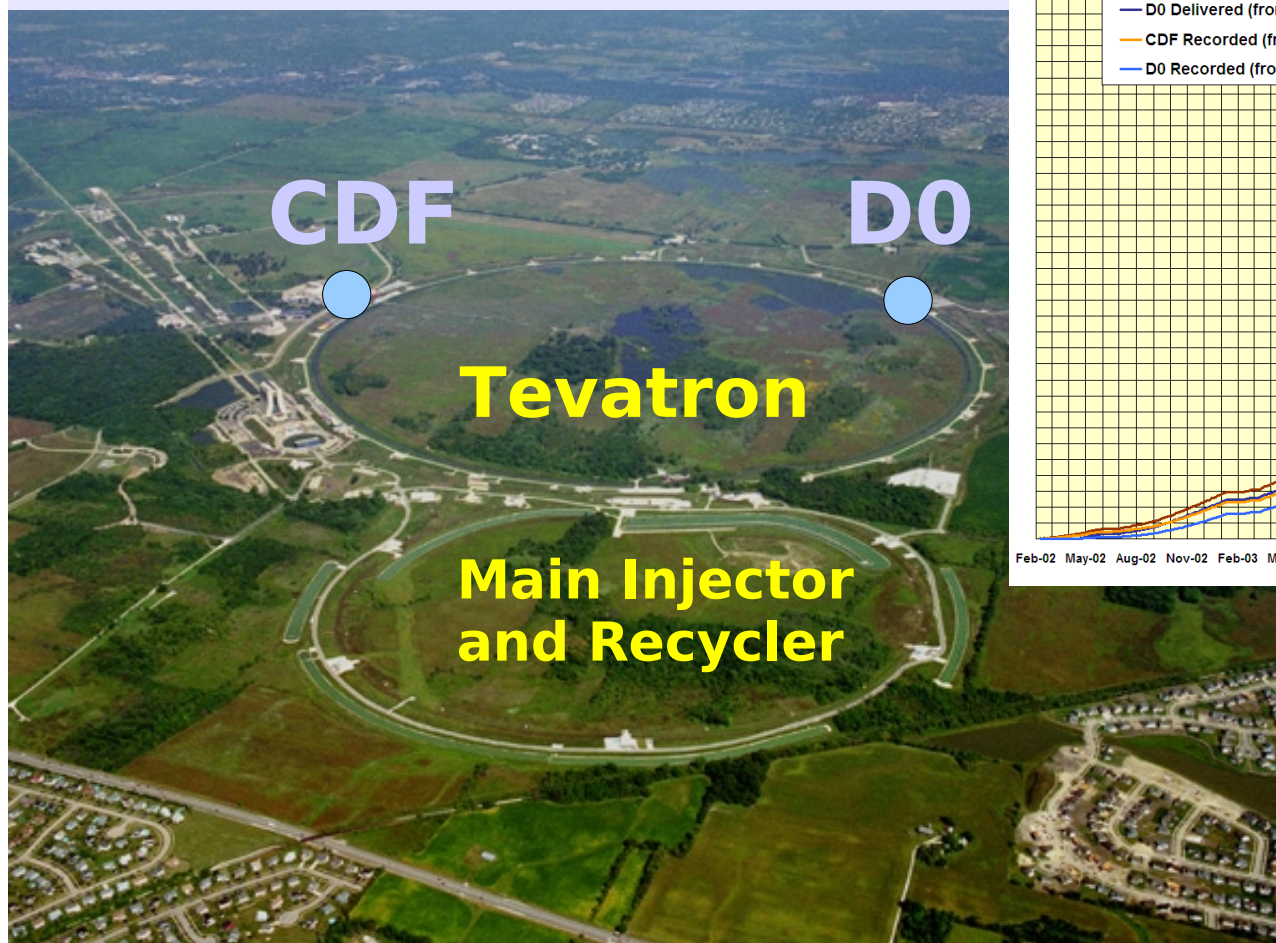 D0 Delivered
CDF Recorded
D0 Recorded
CDF
D0
Tevatron
Main Injector
and Recycler
Feb-02 May-02 Aug-02 Nov-02 Feb-03